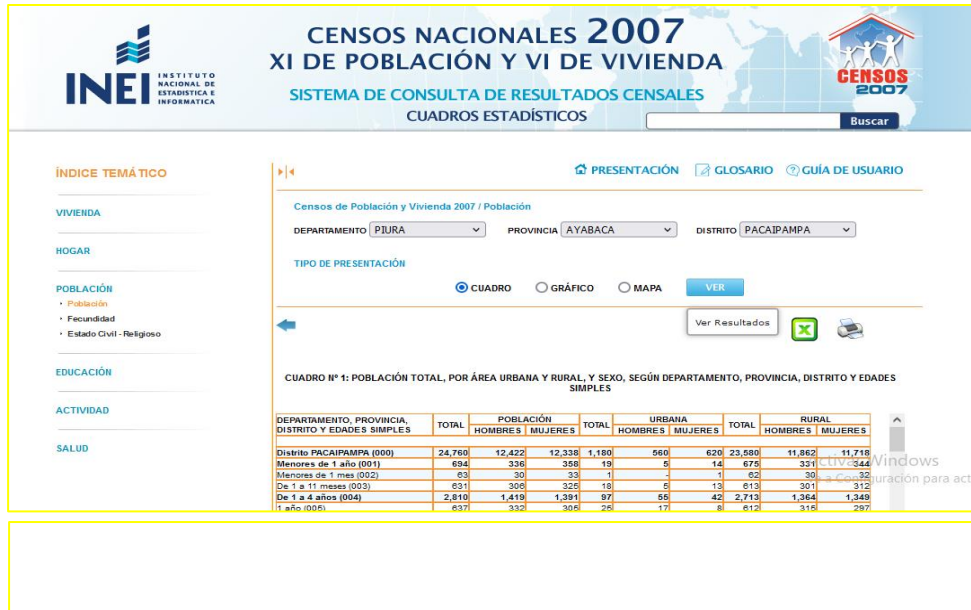 INEI
INSTITUTO
NACIONAL DE
ESTADISTICA E
INFORMATICA
CENSOS NACIONALES 2007
XI DE POBLACIÓN Y VI DE VIVIENDA
SISTEMA DE CONSULTA DE RESULTADOS CENSALES
CUADROS ESTADÍSTICOS
CENSOS
2007
Buscar
ÍNDICE TEMÁTICO
VIVIENDA
HOGAR
POBLACIÓN
• Población
• Fecundidad
• Estado Civil - Religioso
EDUCACIÓN
ACTIVIDAD
SALUD
PRESENTACIÓN GLOSARIO GUÍA DE USUARIO
Censos de Población y Vivienda 2007 / Población
DEPARTAMENTO PIURA PROVINCIA AYABACA DISTRITO PACAIPAMPA
TIPO DE PRESENTACIÓN
CUADRO GRÁFICO MAPA VER
Ver Resultados
CUADRO Nº 1: POBLACIÓN TOTAL, POR ÁREA URBANA Y RURAL, Y SEXO, SEGÚN DEPARTAMENTO, PROVINCIA, DISTRITO Y EDADES
SIMPLES
DEPARTAMENTO, PROVINCIA, DISTRITO Y EDADES SIMPLES TOTAL POBLACIÓN TOTAL URBANA TOTAL RURAL
HOMBRES MUJERES HOMBRES MUJERES HOMBRES MUJERES
Distrito PACAIPAMPA (000) 24,760 12,422 12,338 1,180 560 620 23,580 11,862 11,718
Menores de 1 año (001) 694 336 358 19 5 14 675 331 344
Menores de 1 mes (002) 63 30 33 1 - 1 62 30 32
De 1 a 11 meses (003) 631 306 325 18 5 13 613 301 312
De 1 a 4 años (004) 2,810 1,419 1,391 97 55 42 2,713 1,364 1,349
1 año (005) 637 332 305 25 17 8 612 315 297
Activar Windows
a Configuración para act